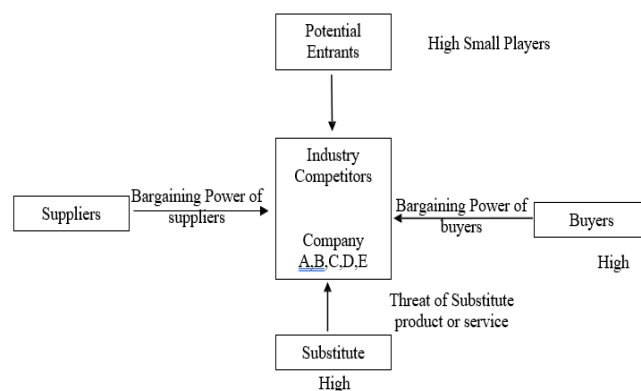 Potential
Entrants
High Small Players
Industry
Competitors
Bargaining Power of
suppliers
Suppliers
Bargaining Power of
buyers
Buyers
Company
A,B,C,D,E
High
Threat of Substitute
product or service
Substitute
High